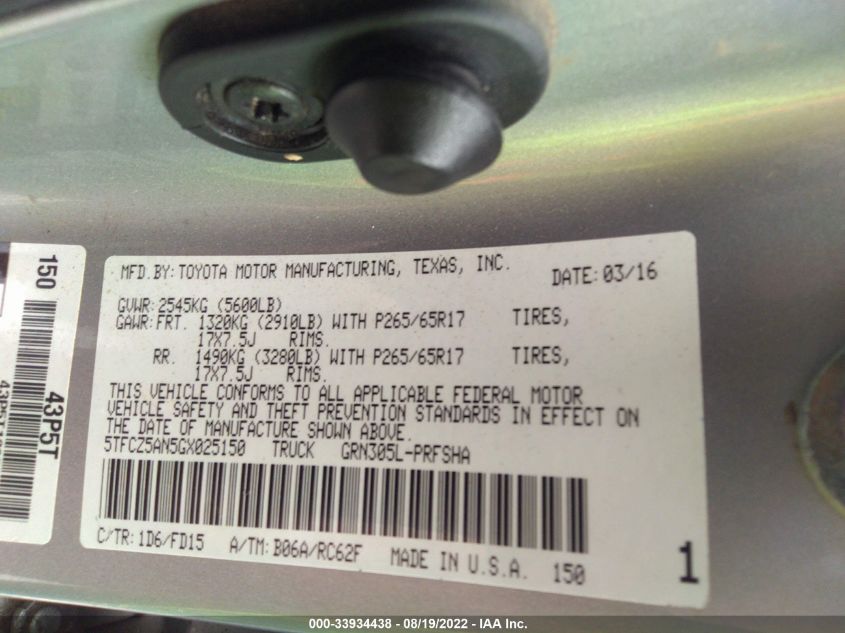 MFD.BY: TOYOTA MOTOR MANUFACTURING, TEXAS, INC. DATE: 03/16
GVWR: 2545KG (5600LB)
GAWR: FRT. 1320KG (2910LB) WITH P265/65R17 TIRES,
17X7.5J RIMS.
RR. 1490KG (3280LB) WITH P265/65R17 TIRES,
17X7.5J RIMS.
THIS VEHICLE CONFORMS TO ALL APPLICABLE FEDERAL MOTOR
VEHICLE SAFETY AND THEFT PREVENTION STANDARDS IN EFFECT ON
THE DATE OF MANUFACTURE SHOWN ABOVE.
5TFCZ5AN5GX025150 TRUCK GRN305L-PRFSHA
C/TR: 1D6/FD15 A/TM: B06A/RC62F MADE IN U.S.A. 150 1
150
43P5T
000-33934438 - 08/19/2022 - IAA Inc.